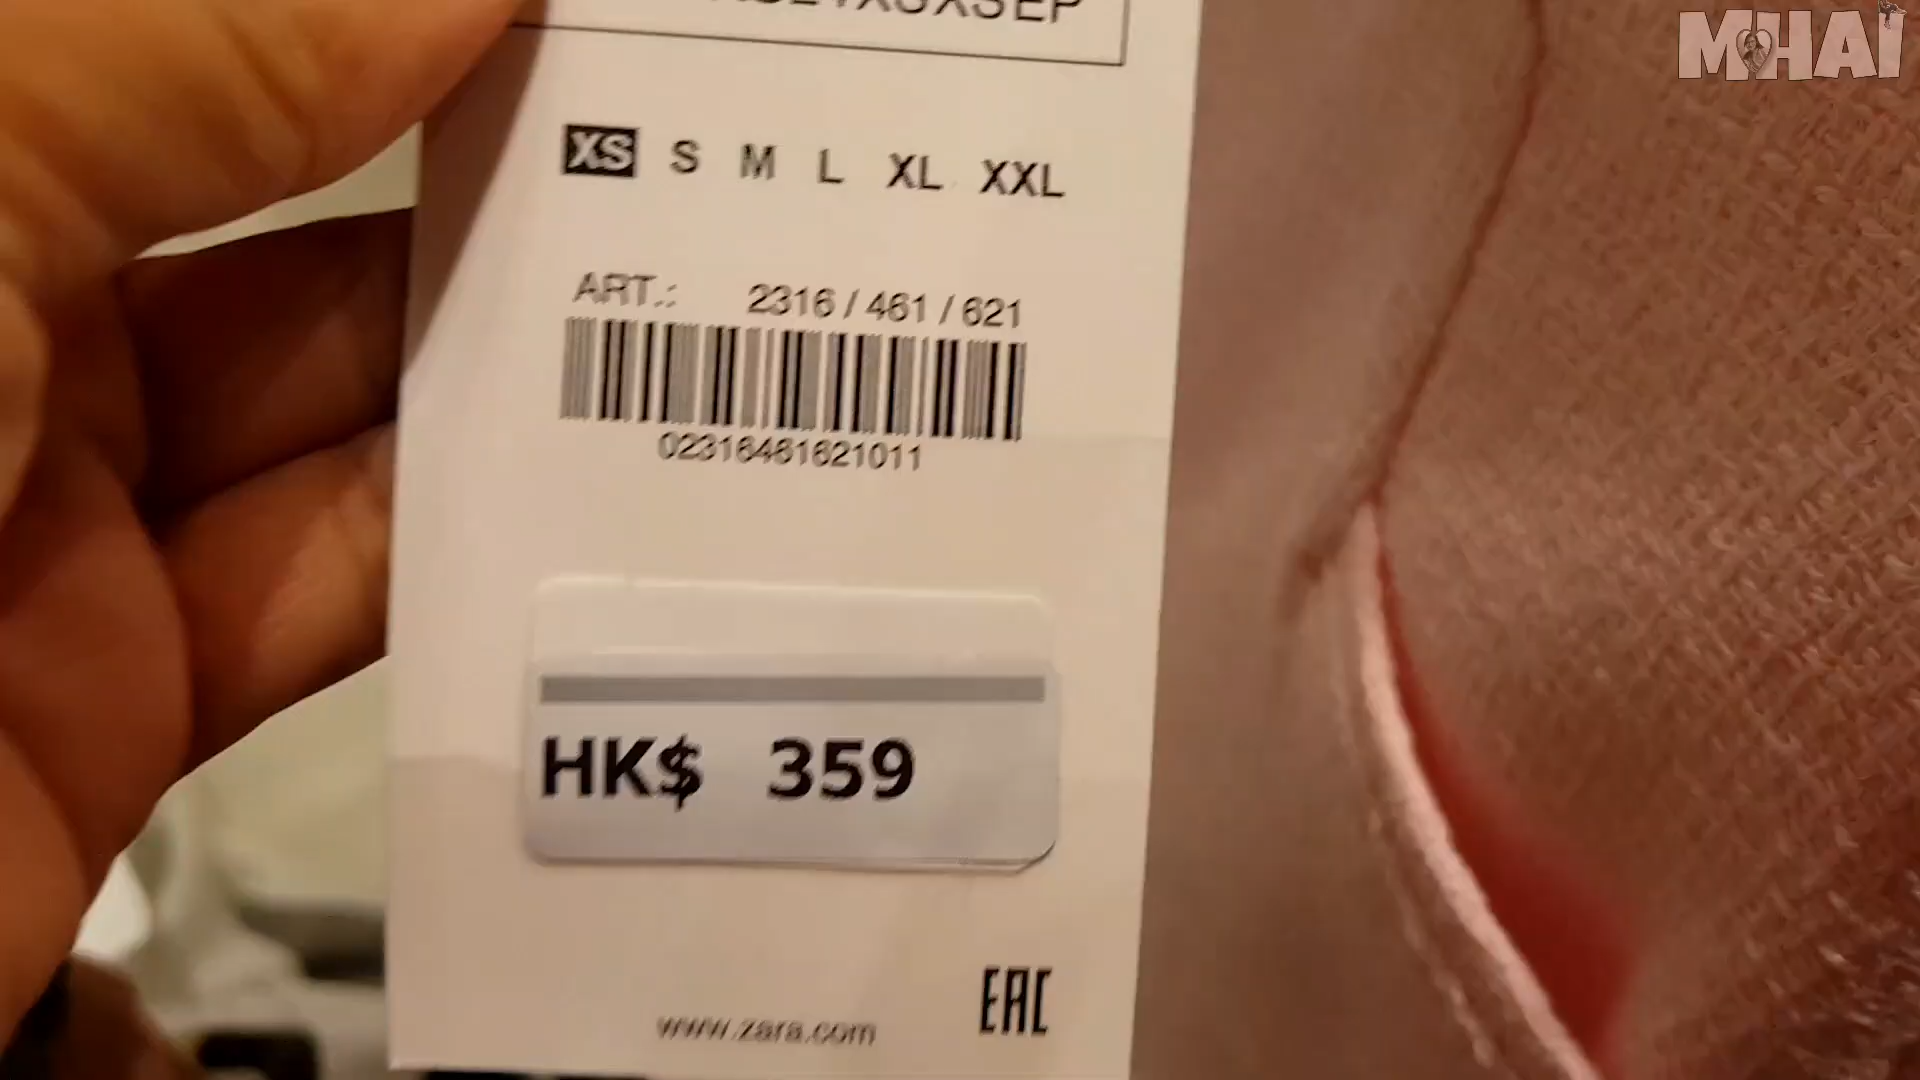 MHAI
XS S M L XL XXL
ART.: 2316 / 461 / 621
02316461621011
HK$ 359
EAC
www.zara.com